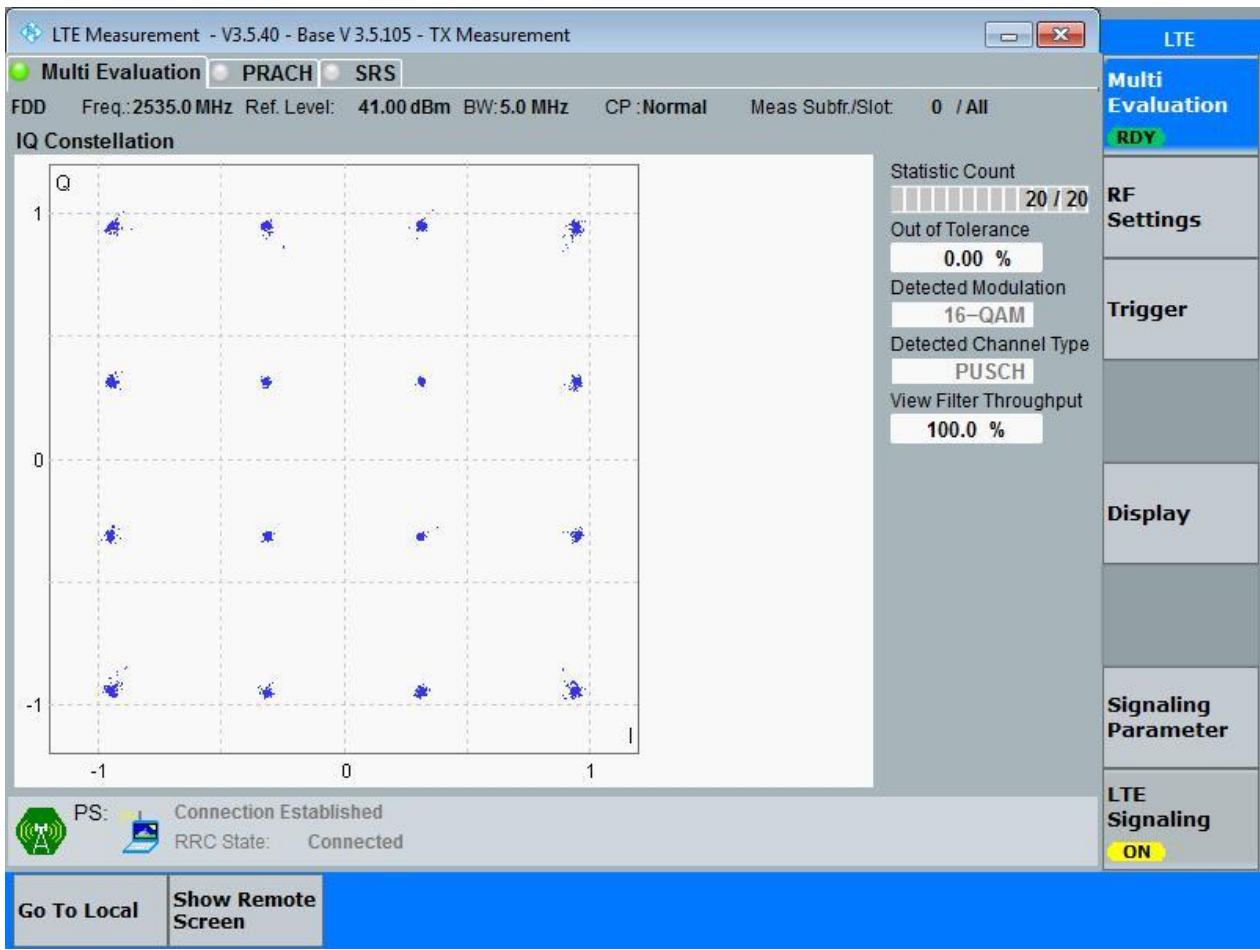 LTE Measurement - V3.5.40 - Base V 3.5.105 - TX Measurement
LTE
Multi Evaluation PRACH SRS
FDD Freq.: 2535.0 MHz Ref. Level: 41.00 dBm BW: 5.0 MHz CP : Normal Meas Subfr./Slot: 0 / All
IQ Constellation
Q
1
0
-1
I
-1 0 1
Statistic Count
20 / 20
Out of Tolerance
0.00 %
Detected Modulation
16-QAM
Detected Channel Type
PUSCH
View Filter Throughput
100.0 %
Multi
Evaluation
RDY
RF
Settings
Trigger
Display
Signaling
Parameter
LTE
Signaling
ON
PS: Connection Established
RRC State: Connected
Go To Local
Show Remote
Screen